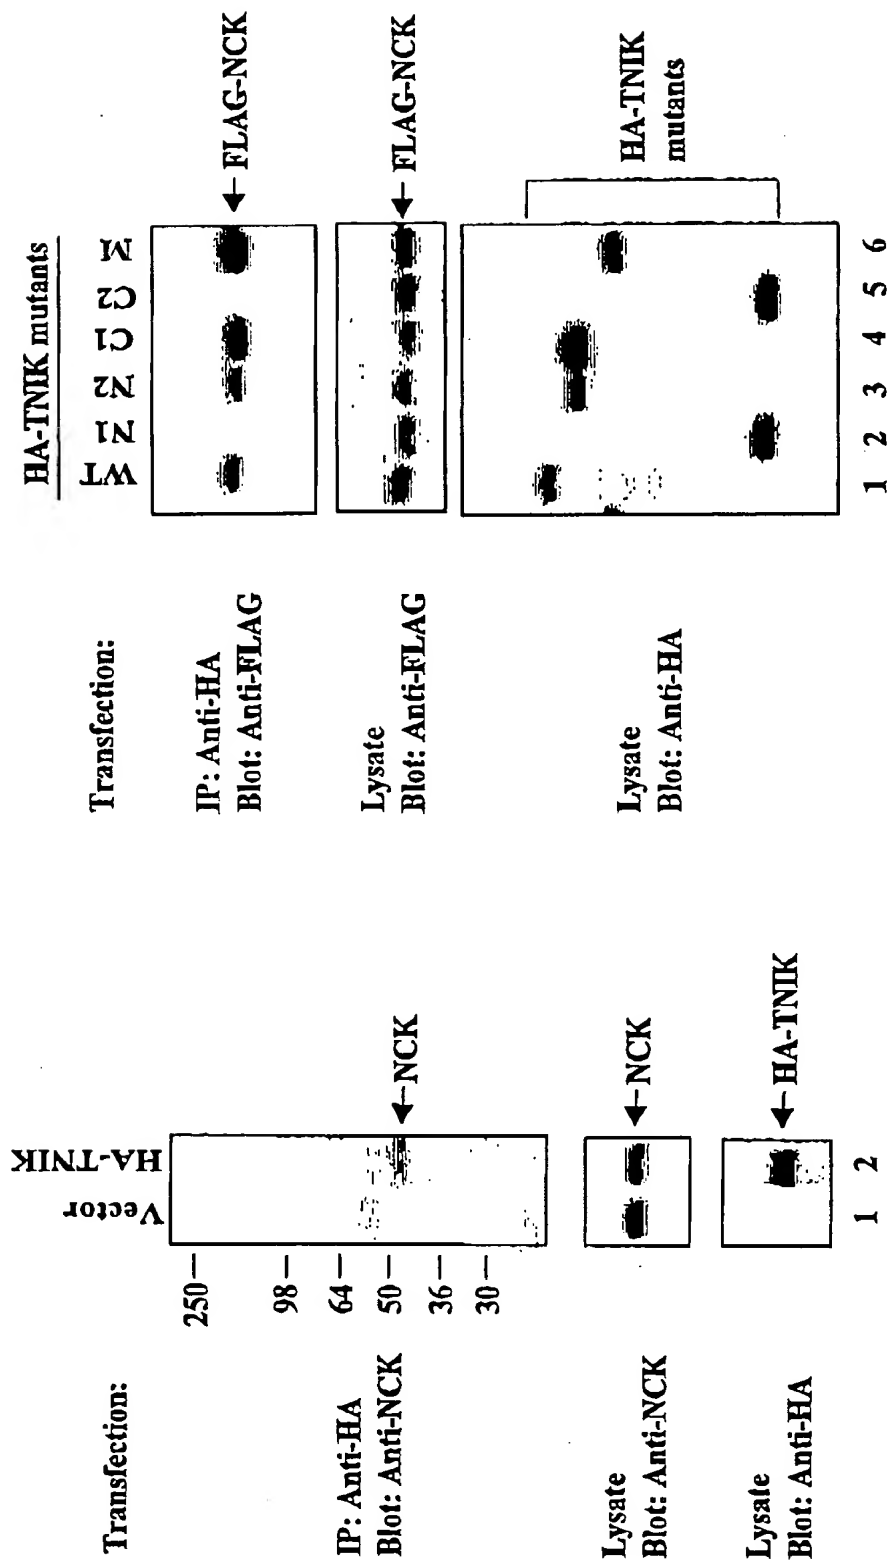 Transfection:
Vector
HA-TNIK
IP: Anti-HA
Blot: Anti-NCK
250
98
64
50
36
30
NCK
Lysate
Blot: Anti-NCK
NCK
Lysate
Blot: Anti-HA
HA-TNIK
1 2
Transfection:
HA-TNIK mutants
WT N1 N2 C1 C2 M
IP: Anti-HA
Blot: Anti-FLAG
FLAG-NCK
Lysate
Blot: Anti-FLAG
FLAG-NCK
Lysate
Blot: Anti-HA
HA-TNIK
mutants
1 2 3 4 5 6